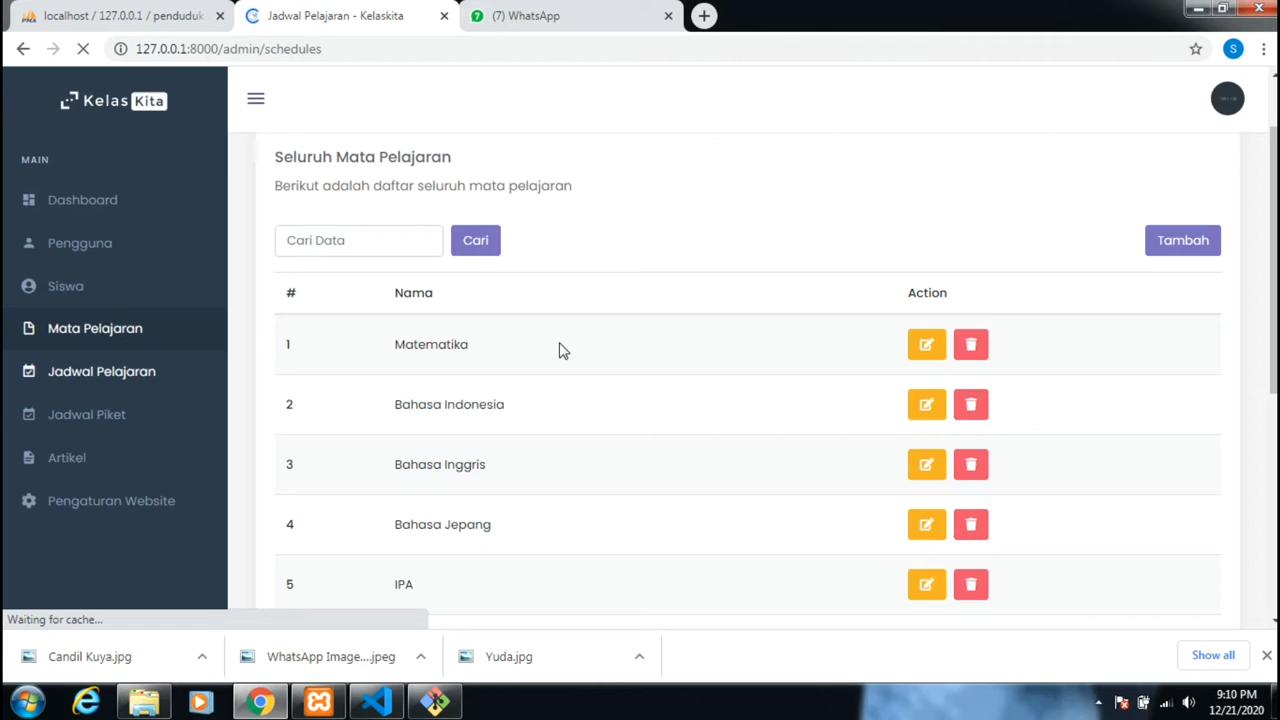 localhost / 127.0.0.1 / penduduk
Jadwal Pelajaran - Kelaskita
(7) WhatsApp
127.0.0.1:8000/admin/schedules
S
Kelas Kita
MAIN
Dashboard
Pengguna
Siswa
Mata Pelajaran
Jadwal Pelajaran
Jadwal Piket
Artikel
Pengaturan Website
Seluruh Mata Pelajaran
Berikut adalah daftar seluruh mata pelajaran
Cari Data
Cari
Tambah
# Nama Action
1 Matematika
2 Bahasa Indonesia
3 Bahasa Inggris
4 Bahasa Jepang
5 IPA
Waiting for cache...
Candil Kuya.jpg
WhatsApp Image....jpeg
Yuda.jpg
Show all
9:10 PM
12/21/2020